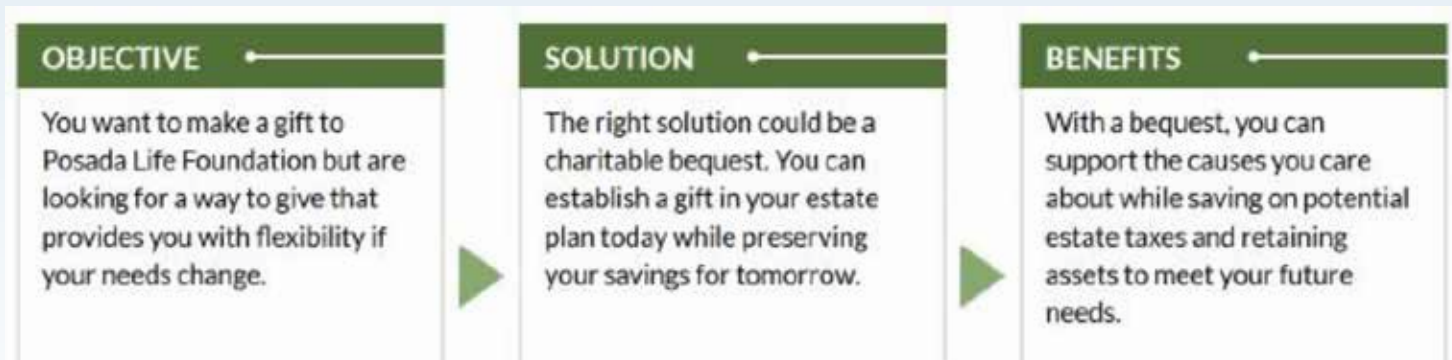 OBJECTIVE
You want to make a gift to
Posada Life Foundation but are
looking for a way to give that
provides you with flexibility if
your needs change.
SOLUTION
The right solution could be a
charitable bequest. You can
establish a gift in your estate
plan today while preserving
your savings for tomorrow.
BENEFITS
With a bequest, you can
support the causes you care
about while saving on potential
estate taxes and retaining
assets to meet your future
needs.